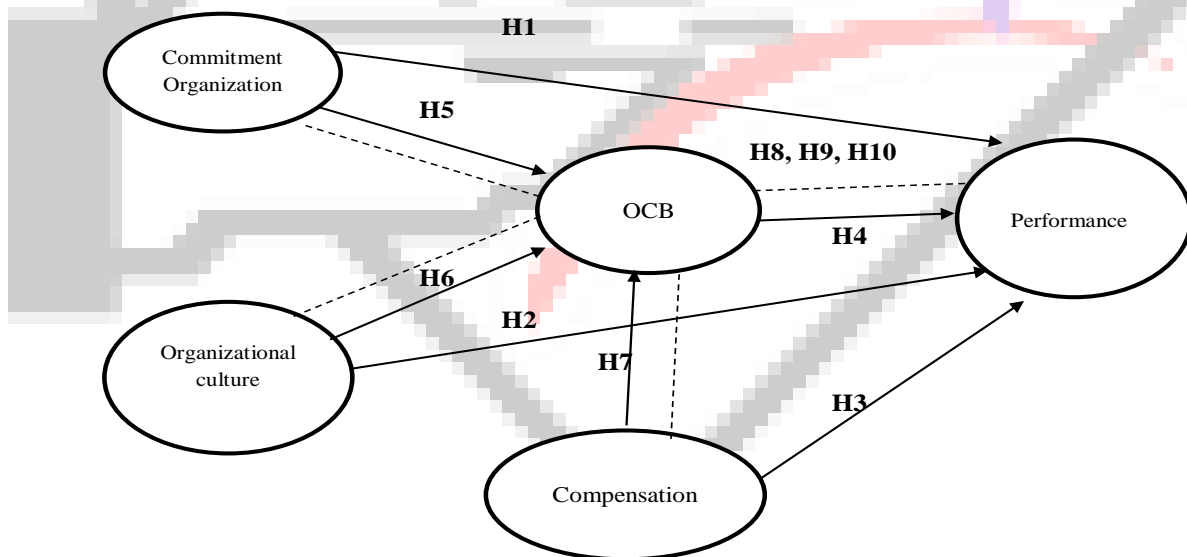 H1
Commitment
Organization
H5
H8, H9, H10
OCB
Performance
H4
H6
H2
Organizational
culture
H7
H3
Compensation